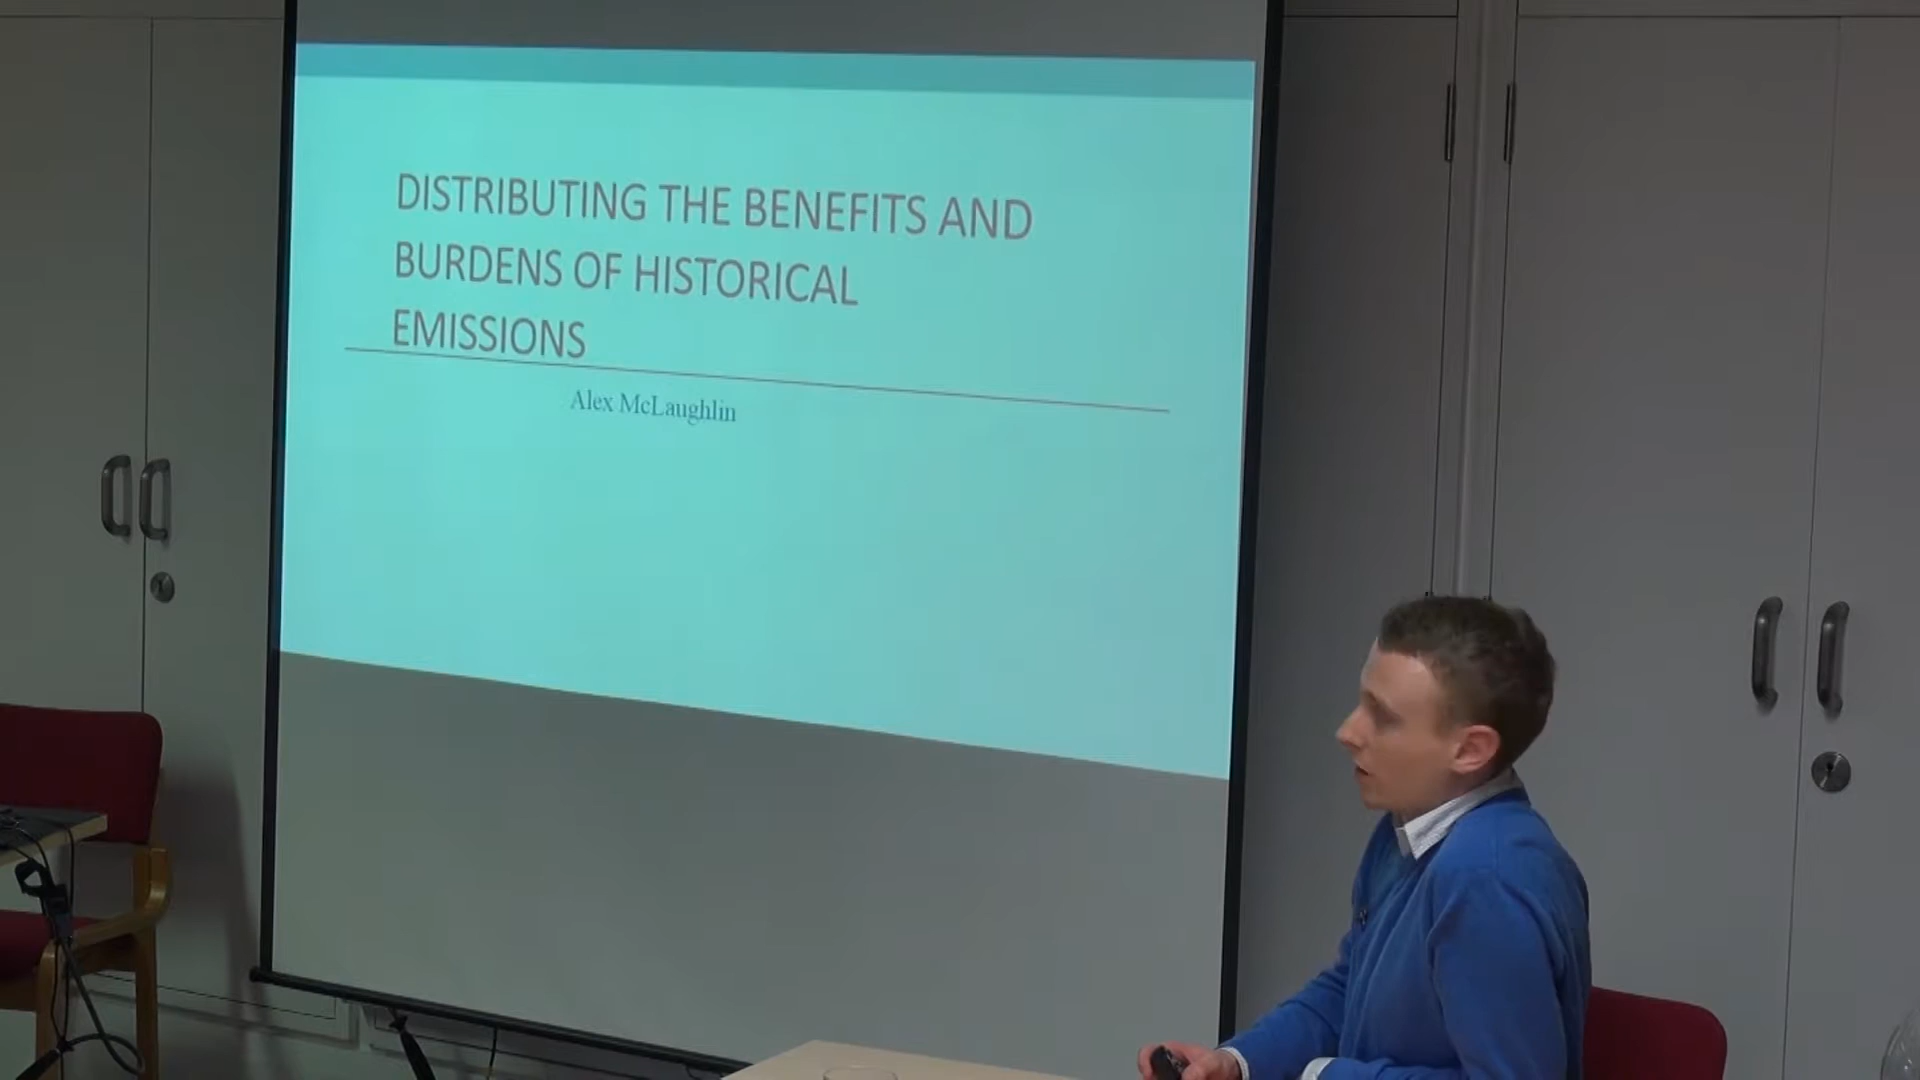 DISTRIBUTING THE BENEFITS AND
BURDENS OF HISTORICAL
EMISSIONS
Alex McLaughlin